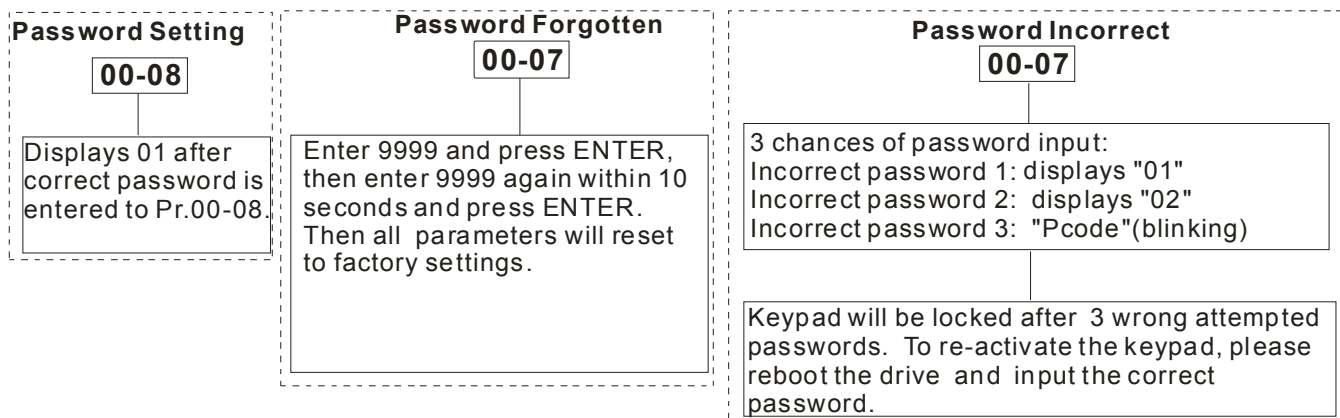 Password Setting
00-08
Displays 01 after
correct password is
entered to Pr.00-08.
Password Forgotten
00-07
Enter 9999 and press ENTER,
then enter 9999 again within 10
seconds and press ENTER.
Then all parameters will reset
to factory settings.
Password Incorrect
00-07
3 chances of password input:
Incorrect password 1: displays "01"
Incorrect password 2: displays "02"
Incorrect password 3: "Pcode"(blinking)
Keypad will be locked after 3 wrong attempted
passwords. To re-activate the keypad, please
reboot the drive and input the correct
password.